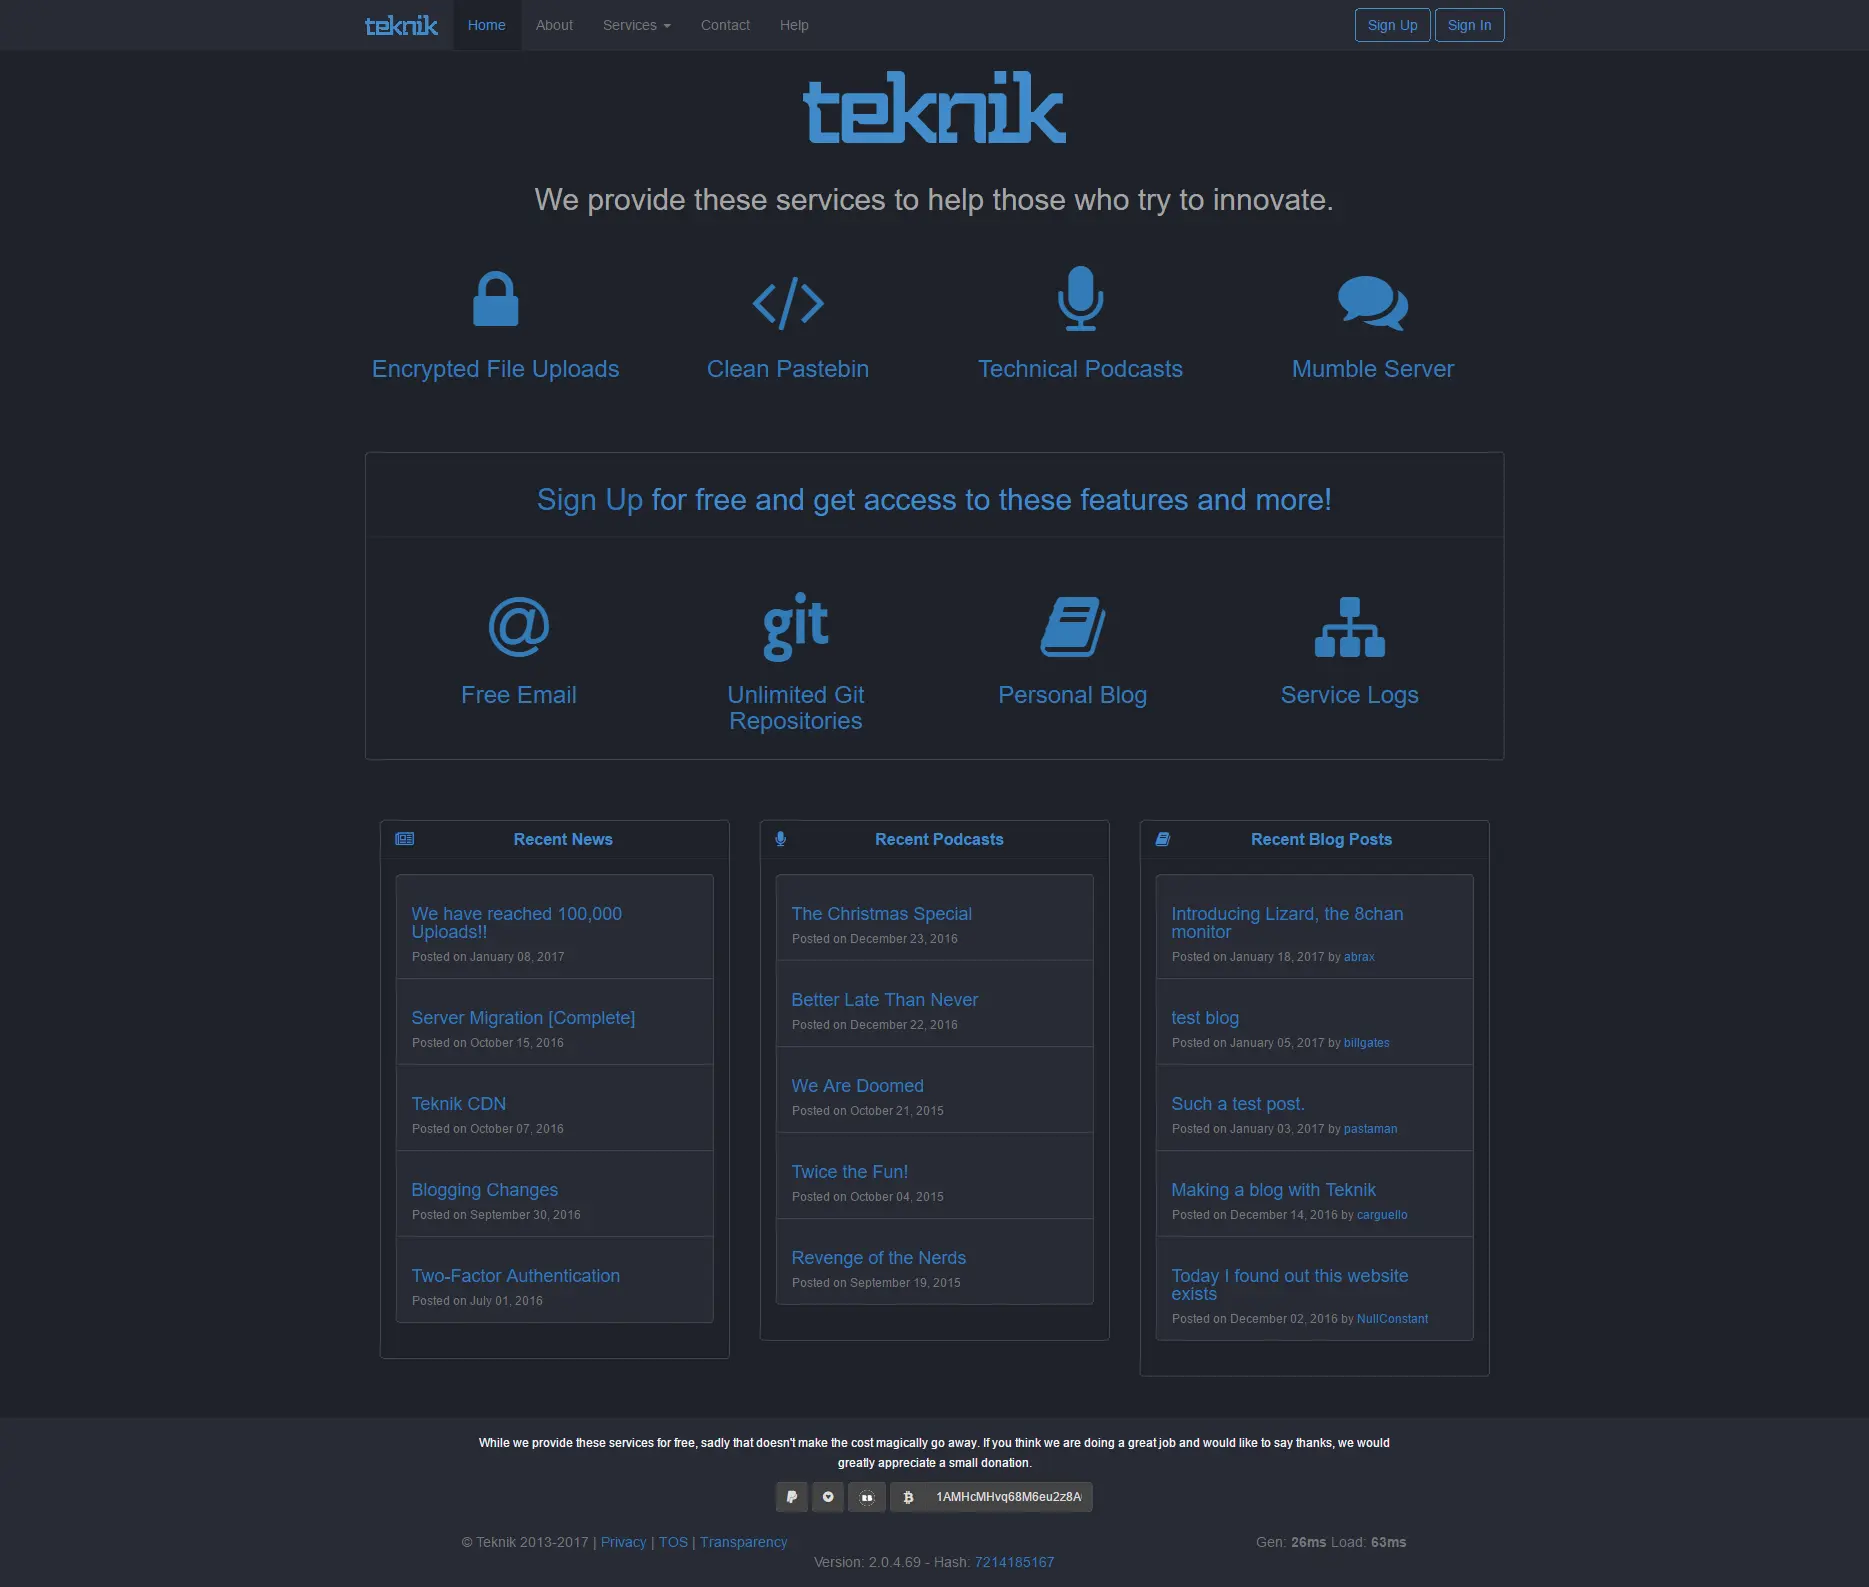 teknik Home About Services Contact Help Sign Up Sign In
teknik
We provide these services to help those who try to innovate.
Encrypted File Uploads
Clean Pastebin
Technical Podcasts
Mumble Server
Sign Up for free and get access to these features and more!
@
git
Free Email
Unlimited Git
Repositories
Personal Blog
Service Logs
Recent News
We have reached 100,000
Uploads!!
Posted on January 08, 2017
Server Migration [Complete]
Posted on October 15, 2016
Teknik CDN
Posted on October 07, 2016
Blogging Changes
Posted on September 30, 2016
Two-Factor Authentication
Posted on July 01, 2016
Recent Podcasts
The Christmas Special
Posted on December 23, 2016
Better Late Than Never
Posted on December 22, 2016
We Are Doomed
Posted on October 21, 2015
Twice the Fun!
Posted on October 04, 2015
Revenge of the Nerds
Posted on September 19, 2015
Recent Blog Posts
Introducing Lizard, the 8chan
monitor
Posted on January 18, 2017 by abrax
test blog
Posted on January 05, 2017 by billgates
Such a test post.
Posted on January 03, 2017 by pastaman
Making a blog with Teknik
Posted on December 14, 2016 by carguello
Today I found out this website
exists
Posted on December 02, 2016 by NullConstant
While we provide these services for free, sadly that doesn't make the cost magically go away. If you think we are doing a great job and would like to say thanks, we would
greatly appreciate a small donation.
1AMHcMHvq68M6eu2z8A
© Teknik 2013-2017 | Privacy | TOS | Transparency
Gen: 26ms Load: 63ms
Version: 2.0.4.69 - Hash: 7214185167